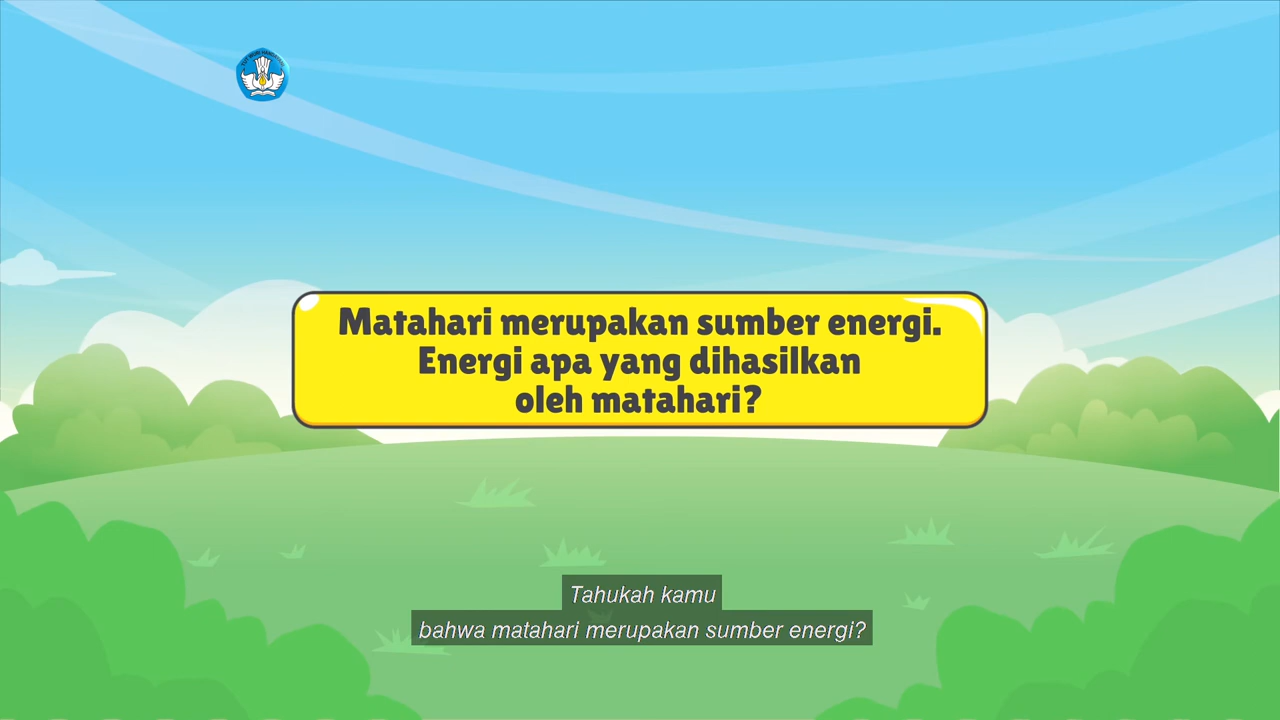 Matahari merupakan sumber energi.
Energi apa yang dihasilkan
oleh matahari?
Tahukah kamu
bahwa matahari merupakan sumber energi?